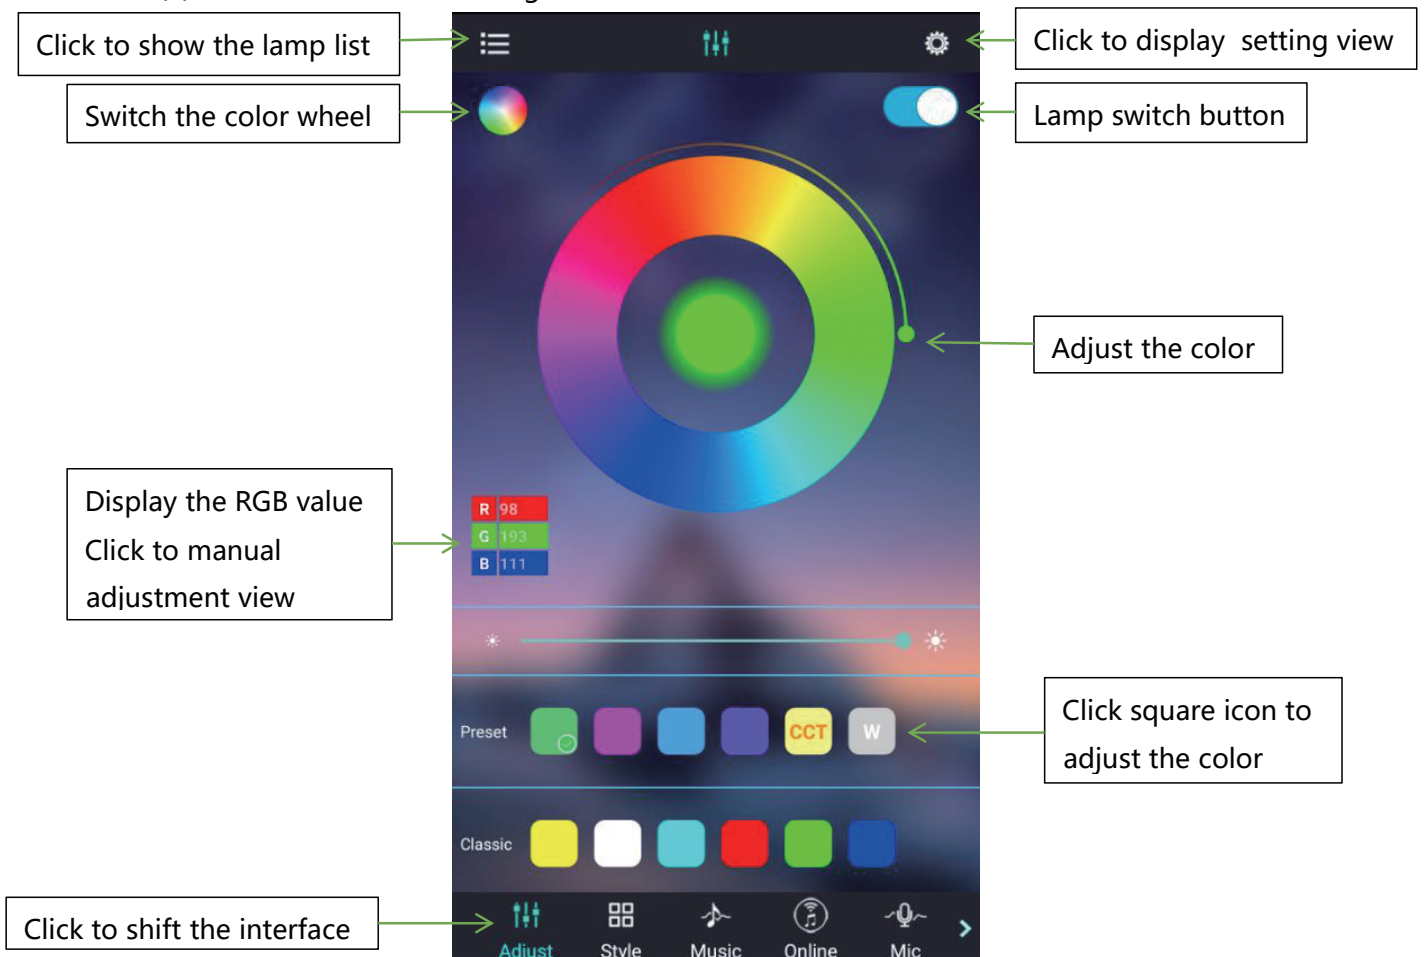 Click to show the lamp list
Click to display setting view
Switch the color wheel
Lamp switch button
Adjust the color
Display the RGB value
Click to manual
adjustment view
R 98
G 193
B 111
Click square icon to
adjust the color
Preset
CCT
W
Classic
Click to shift the interface
Adjust
Style
Music
Online
Mic